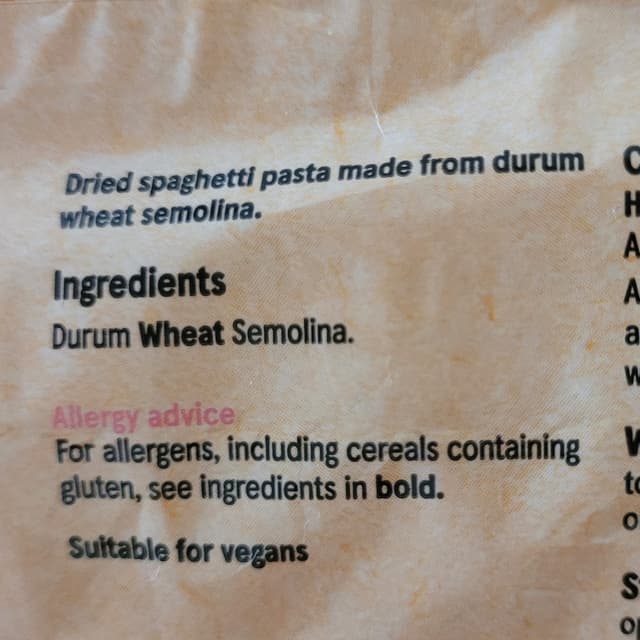 Dried spaghetti pasta made from durum
wheat semolina.
Ingredients
Durum Wheat Semolina.
Allergy advice
For allergens, including cereals containing
gluten, see ingredients in bold.
Suitable for vegans